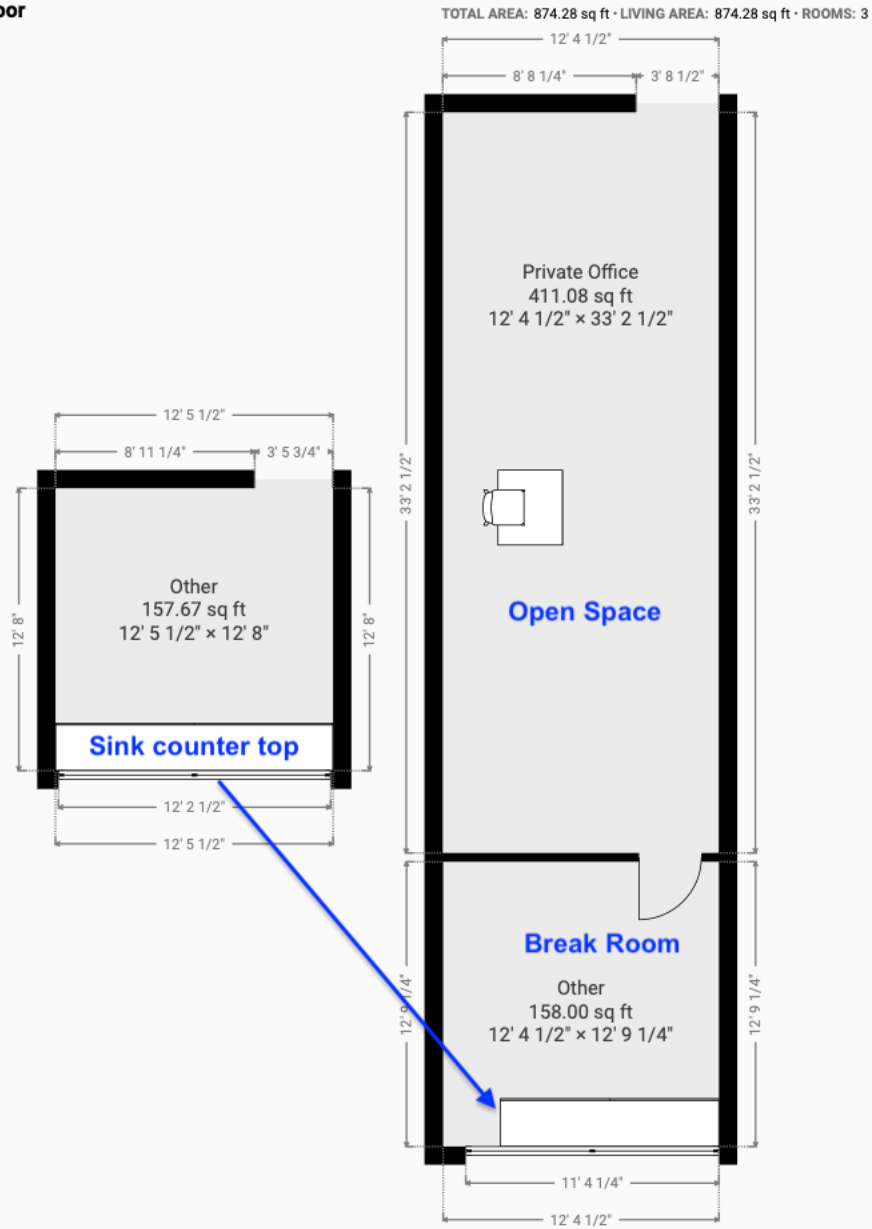 oor
TOTAL AREA: 874.28 sq ft · LIVING AREA: 874.28 sq ft · ROOMS: 3
12' 4 1/2"
8' 8 1/4"
3' 8 1/2"
Private Office
411.08 sq ft
12' 4 1/2" × 33' 2 1/2"
33' 2 1/2"
33' 2 1/2"
Open Space
12' 5 1/2"
8' 11 1/4"
3' 5 3/4"
Other
157.67 sq ft
12' 5 1/2" × 12' 8"
12' 8"
12' 8"
Sink counter top
12' 2 1/2"
12' 5 1/2"
Break Room
Other
158.00 sq ft
12' 4 1/2" × 12' 9 1/4"
12' 9 1/4"
12' 9 1/4"
11' 4 1/4"
12' 4 1/2"